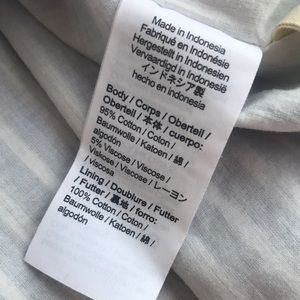 Made in Indonesia
Fabriqué en Indonésie
Hergestellt in Indonesien
Vervaardigd in Indonesië
インドネシア製
hecho en Indonesia
Body / Corps / Oberteil /
Oberteil / 本体 / cuerpo:
95% Cotton / Coton /
Baumwolle / Katoen / 綿 /
algodón
5% Viscose / Viscose /
Viskose / Viscose / レーヨン
/ viscosa
Lining / Doublure / Futter
/ Futter / 裏地 / forro:
100% Cotton / Coton /
Baumwolle / Katoen / 綿 /
algodón